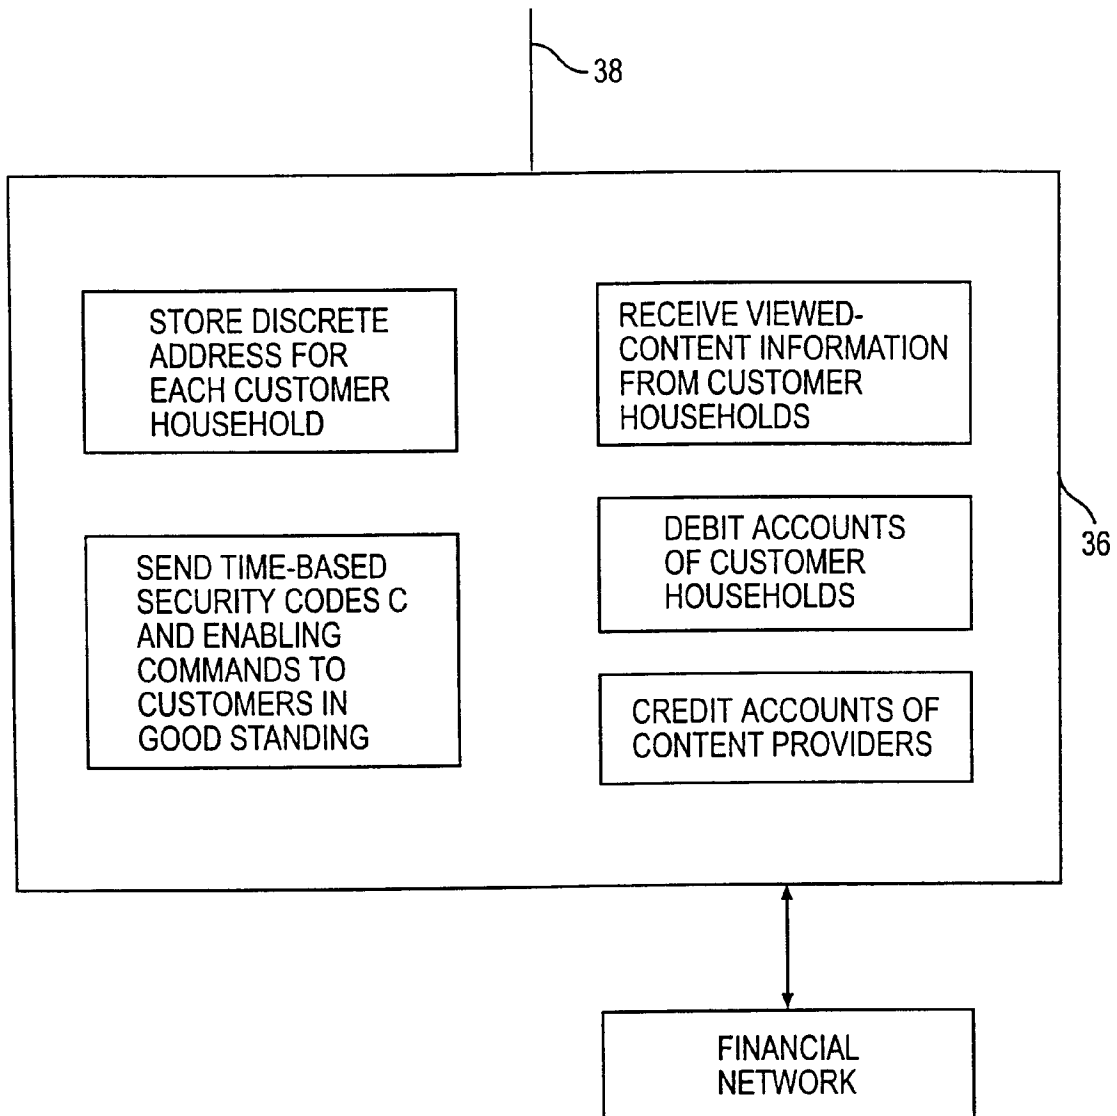 38
STORE DISCRETE
ADDRESS FOR
EACH CUSTOMER
HOUSEHOLD
RECEIVE VIEWED-
CONTENT INFORMATION
FROM CUSTOMER
HOUSEHOLDS
SEND TIME-BASED
SECURITY CODES C
AND ENABLING
COMMANDS TO
CUSTOMERS IN
GOOD STANDING
DEBIT ACCOUNTS
OF CUSTOMER
HOUSEHOLDS
36
CREDIT ACCOUNTS OF
CONTENT PROVIDERS
FINANCIAL
NETWORK